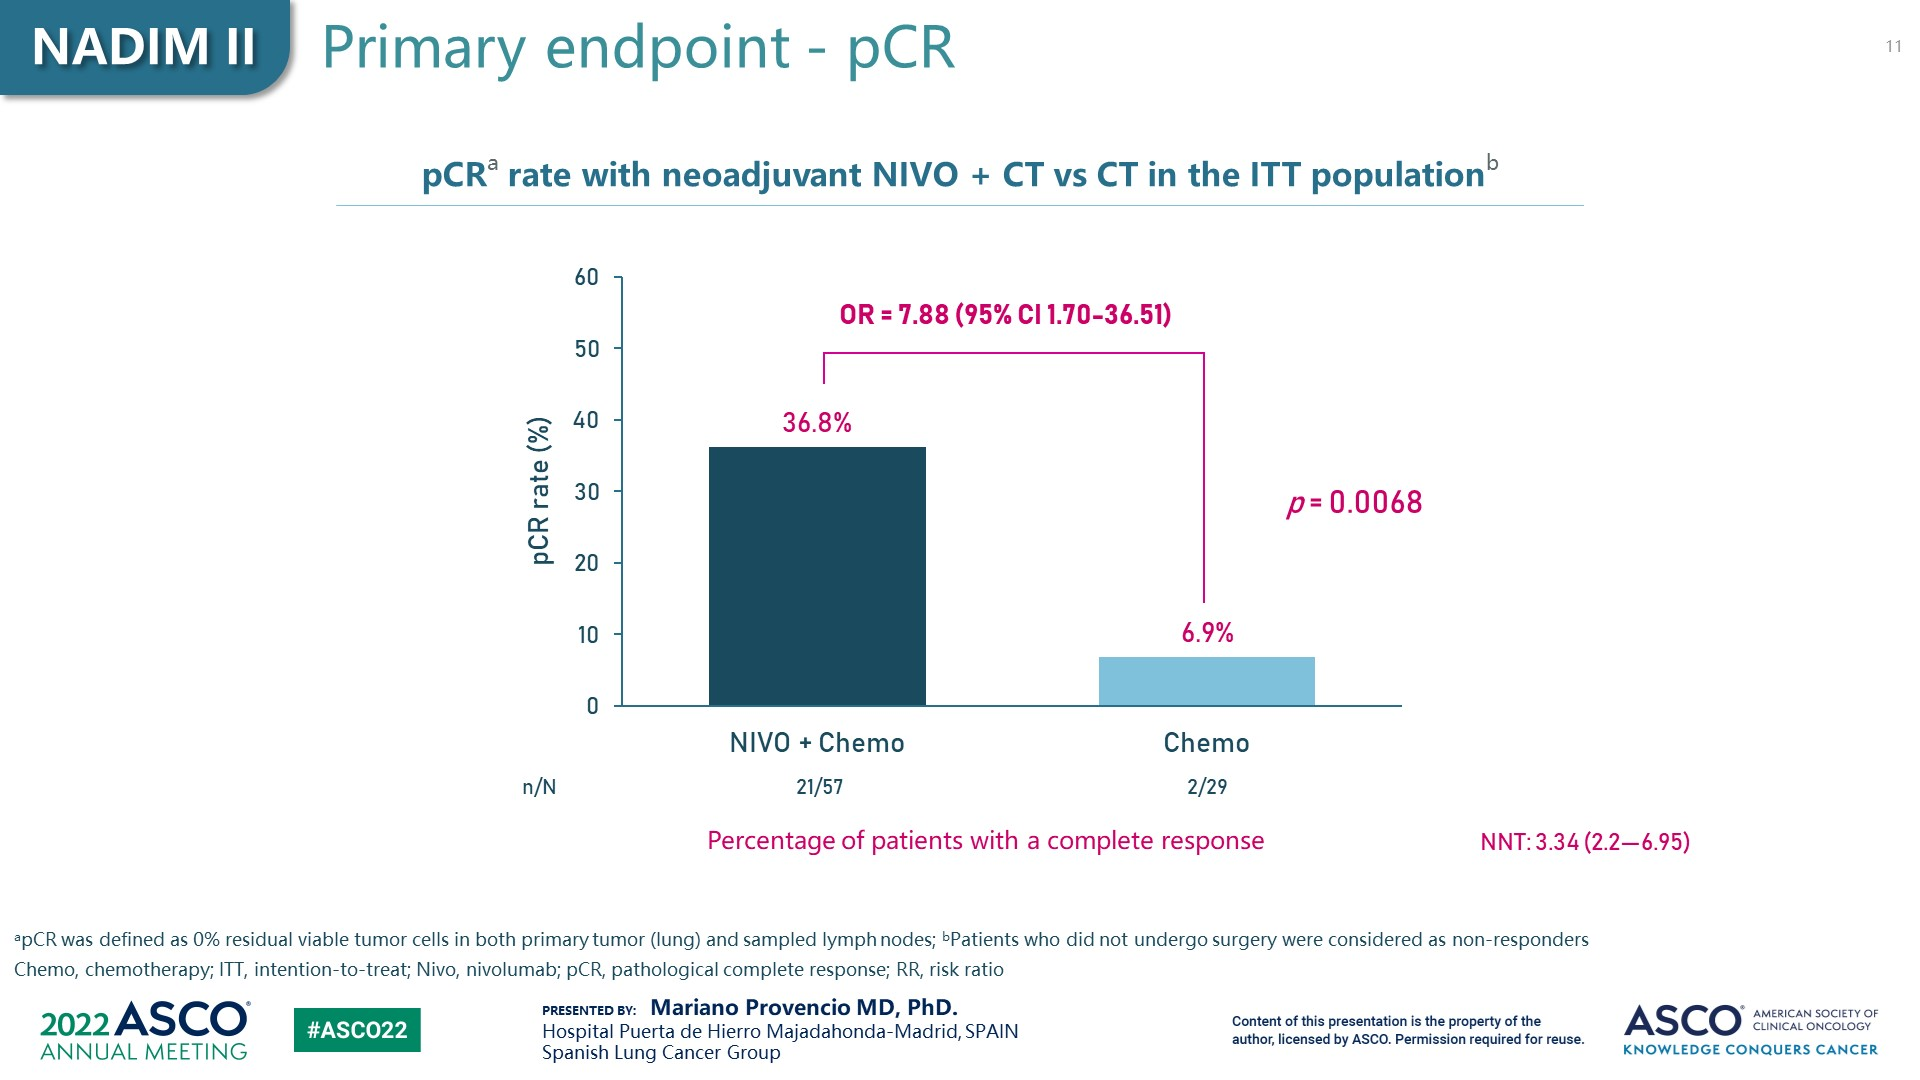 NADIM II
Primary endpoint - pCR
11
pCRᵃ rate with neoadjuvant NIVO + CT vs CT in the ITT populationᵇ
60
50
40
30
20
10
0
pCR rate (%)
OR = 7.88 (95% CI 1.70-36.51)
36.8%
6.9%
p = 0.0068
NIVO + Chemo
Chemo
n/N
21/57
2/29
Percentage of patients with a complete response
NNT: 3.34 (2.2—6.95)
ᵃpCR was defined as 0% residual viable tumor cells in both primary tumor (lung) and sampled lymph nodes; ᵇPatients who did not undergo surgery were considered as non-responders
Chemo, chemotherapy; ITT, intention-to-treat; Nivo, nivolumab; pCR, pathological complete response; RR, risk ratio
2022 ASCO®
ANNUAL MEETING
#ASCO22
PRESENTED BY: Mariano Provencio MD, PhD.
Hospital Puerta de Hierro Majadahonda-Madrid, SPAIN
Spanish Lung Cancer Group
Content of this presentation is the property of the
author, licensed by ASCO. Permission required for reuse.
ASCO®
AMERICAN SOCIETY OF
CLINICAL ONCOLOGY
KNOWLEDGE CONQUERS CANCER